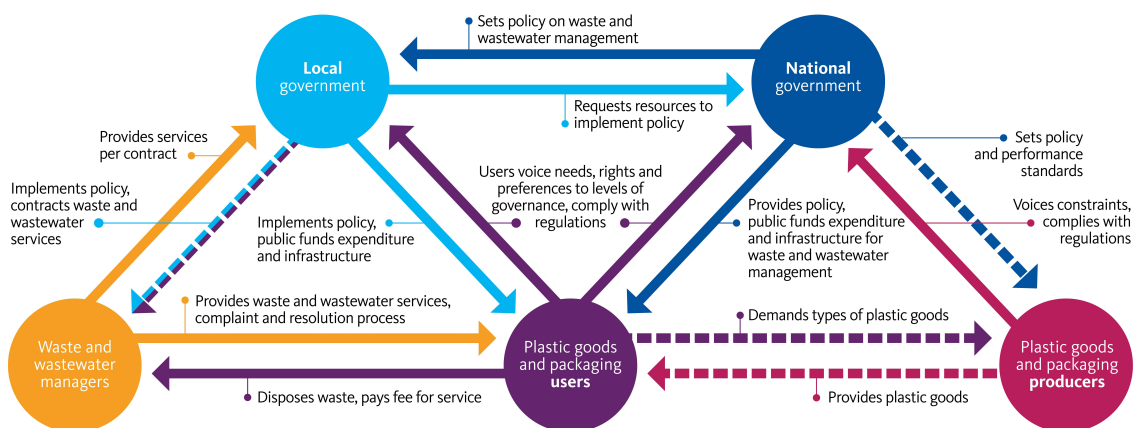 Sets policy on waste and
wastewater management
Local
government
National
government
Requests resources to
implement policy
Provides services
per contract
Sets policy
and performance
standards
Implements policy,
contracts waste and
wastewater
services
Implements policy,
public funds expenditure
and infrastructure
Users voice needs, rights and
preferences to levels of
governance, comply with
regulations
Provides policy,
public funds expenditure
and infrastructure for
waste and wastewater
management
Voices constraints,
complies with
regulations
Provides waste and wastewater services,
complaint and resolution process
Demands types of plastic goods
Waste and
wastewater
managers
Plastic goods
and packaging
users
Plastic goods
and packaging
producers
Disposes waste, pays fee for service
Provides plastic goods